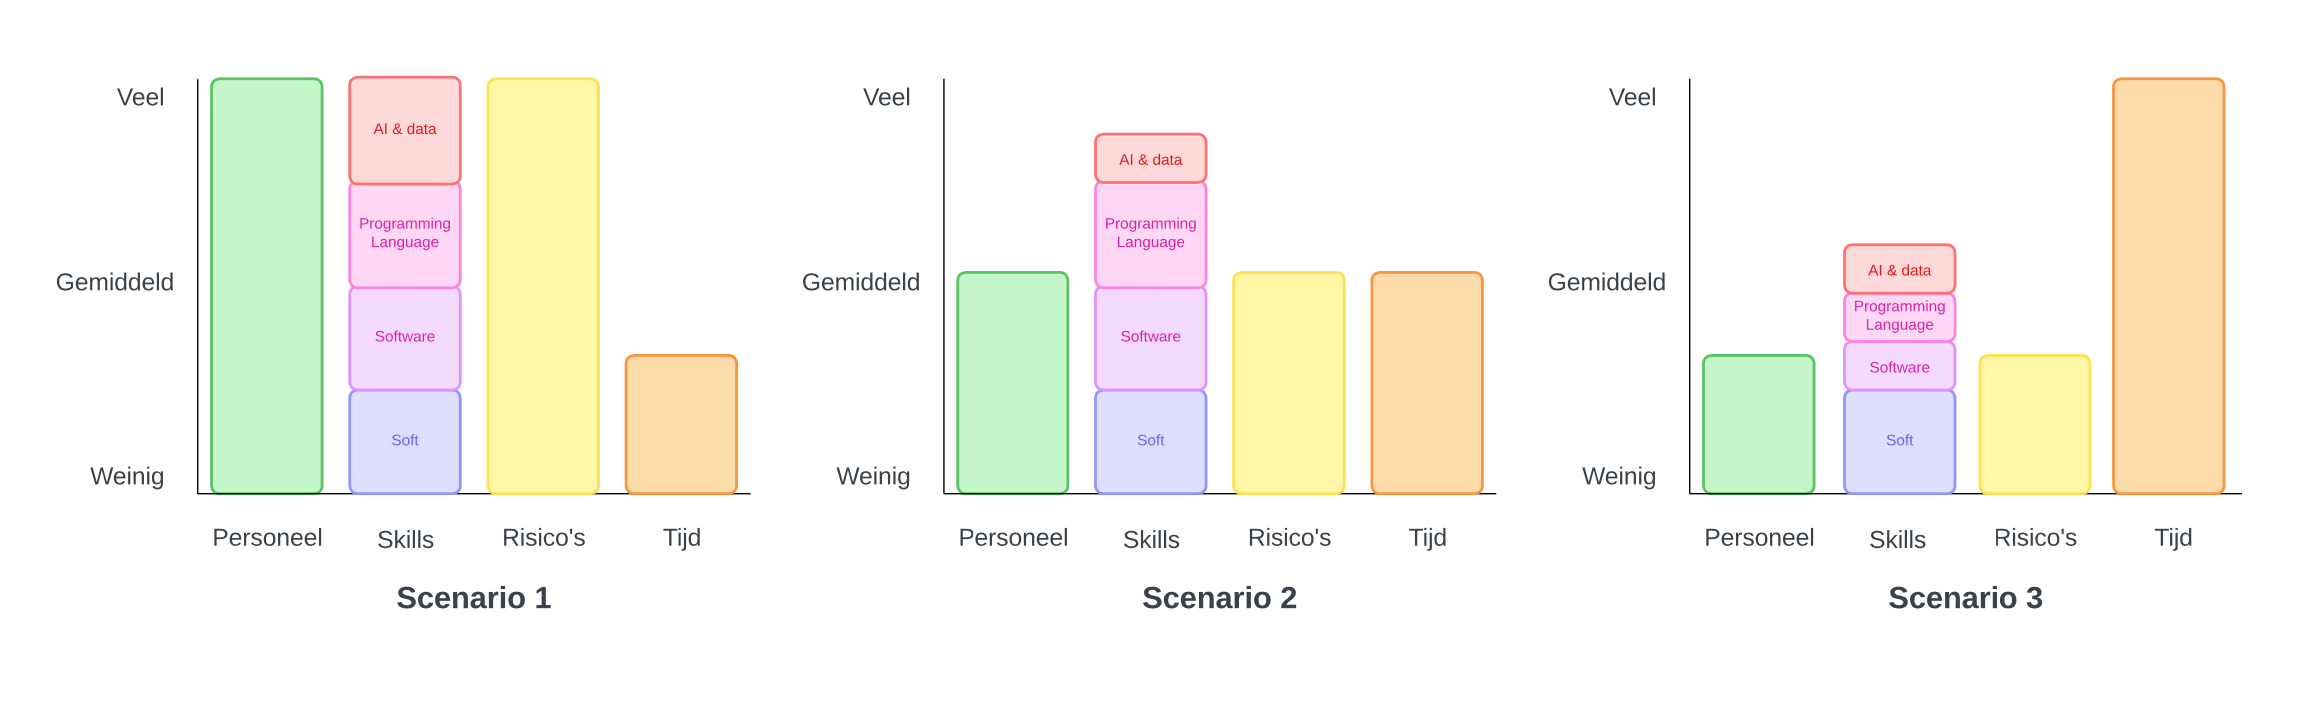 Veel
Gemiddeld
Weinig
AI & data
Programming
Language
Software
Soft
Personeel
Skills
Risico's
Tijd
Scenario 1
Veel
Gemiddeld
Weinig
AI & data
Programming
Language
Software
Soft
Personeel
Skills
Risico's
Tijd
Scenario 2
Veel
Gemiddeld
Weinig
AI & data
Programming
Language
Software
Soft
Personeel
Skills
Risico's
Tijd
Scenario 3